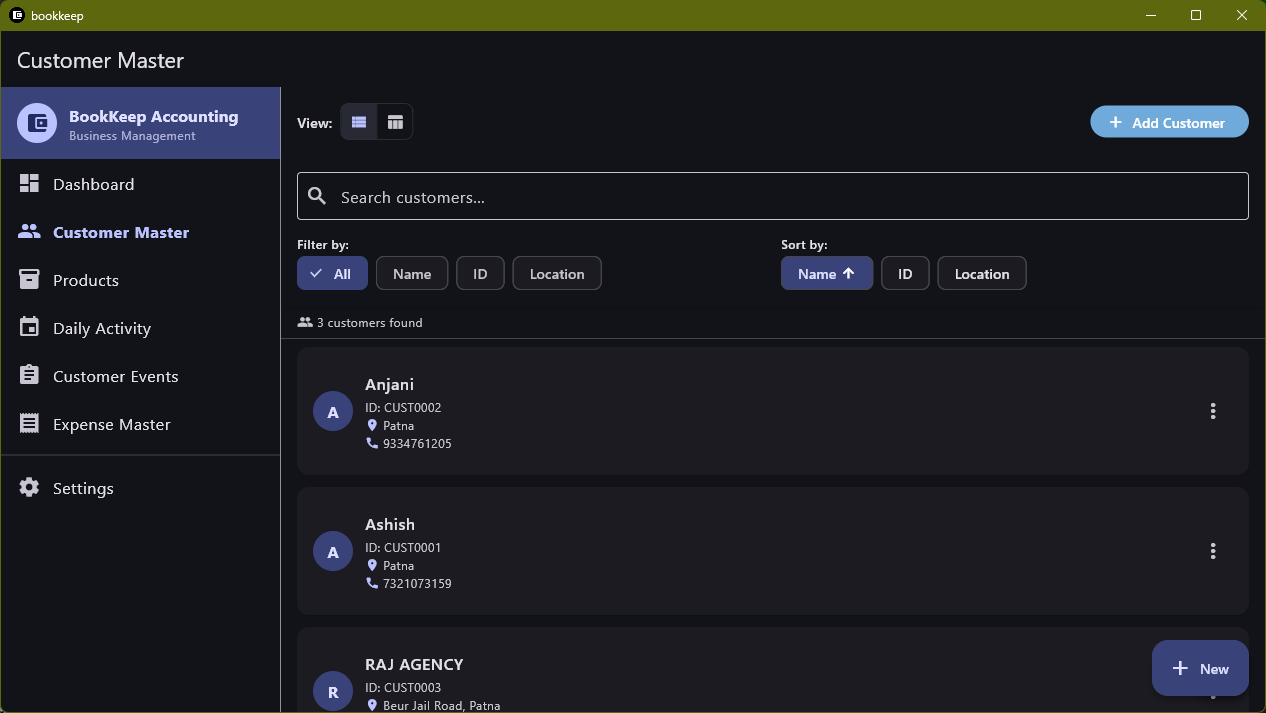 bookkeep
Customer Master
BookKeep Accounting
Business Management
Dashboard
Customer Master
Products
Daily Activity
Customer Events
Expense Master
Settings
View:
Add Customer
Search customers...
Filter by:
All Name ID Location
Sort by:
Name ID Location
3 customers found
A
Anjani
ID: CUST0002
Patna
9334761205
A
Ashish
ID: CUST0001
Patna
7321073159
R
RAJ AGENCY
ID: CUST0003
Beur Jail Road, Patna
New